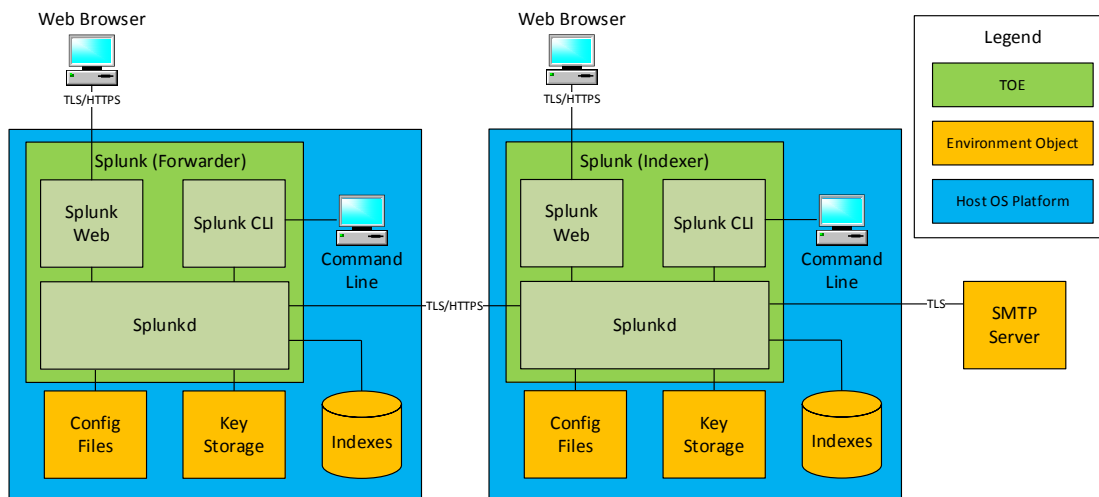 Web Browser
TLS/HTTPS
Splunk (Forwarder)
Splunk
Web
Splunk CLI
Command
Line
Splunkd
Config
Files
Key
Storage
Indexes
TLS/HTTPS
Web Browser
TLS/HTTPS
Splunk (Indexer)
Splunk
Web
Splunk CLI
Command
Line
Splunkd
Config
Files
Key
Storage
Indexes
TLS
SMTP
Server
Legend
TOE
Environment Object
Host OS Platform